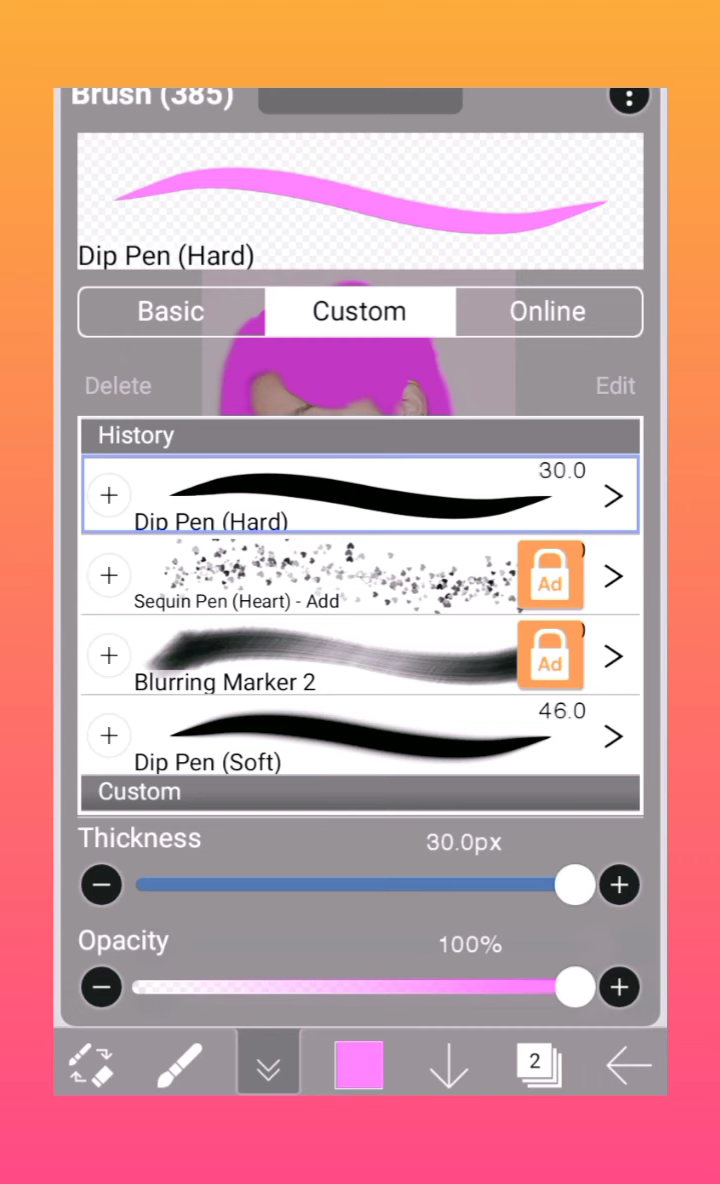 Brush (385)
Dip Pen (Hard)
Basic
Custom
Online
Delete
Edit
History
30.0
Dip Pen (Hard)
Ad
Sequin Pen (Heart) - Add
Ad
Blurring Marker 2
46.0
Dip Pen (Soft)
Custom
Thickness
30.0px
Opacity
100%
2